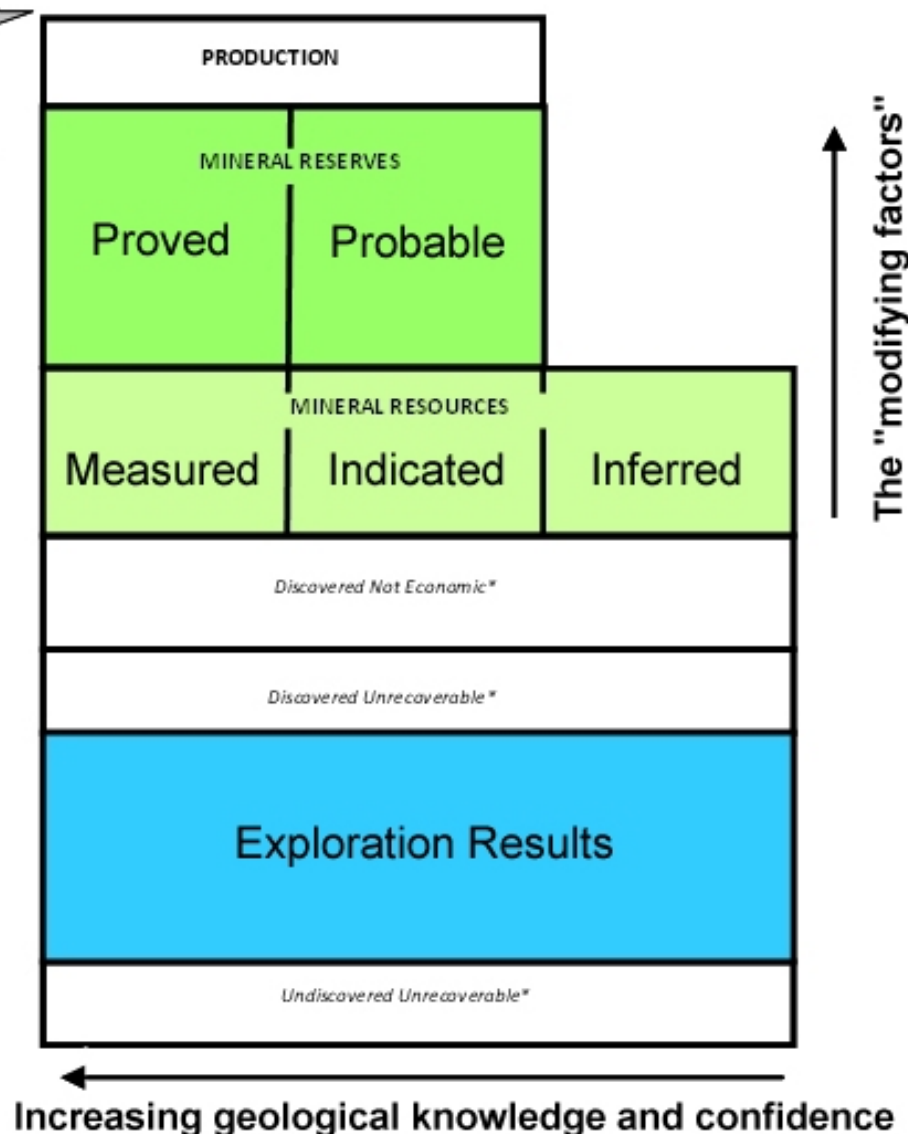 PRODUCTION
MINERAL RESERVES
Proved Probable
MINERAL RESOURCES
Measured Indicated Inferred
Discovered Not Economic*
Discovered Unrecoverable*
Exploration Results
Undiscovered Unrecoverable*
Increasing geological knowledge and confidence
The "modifying factors"